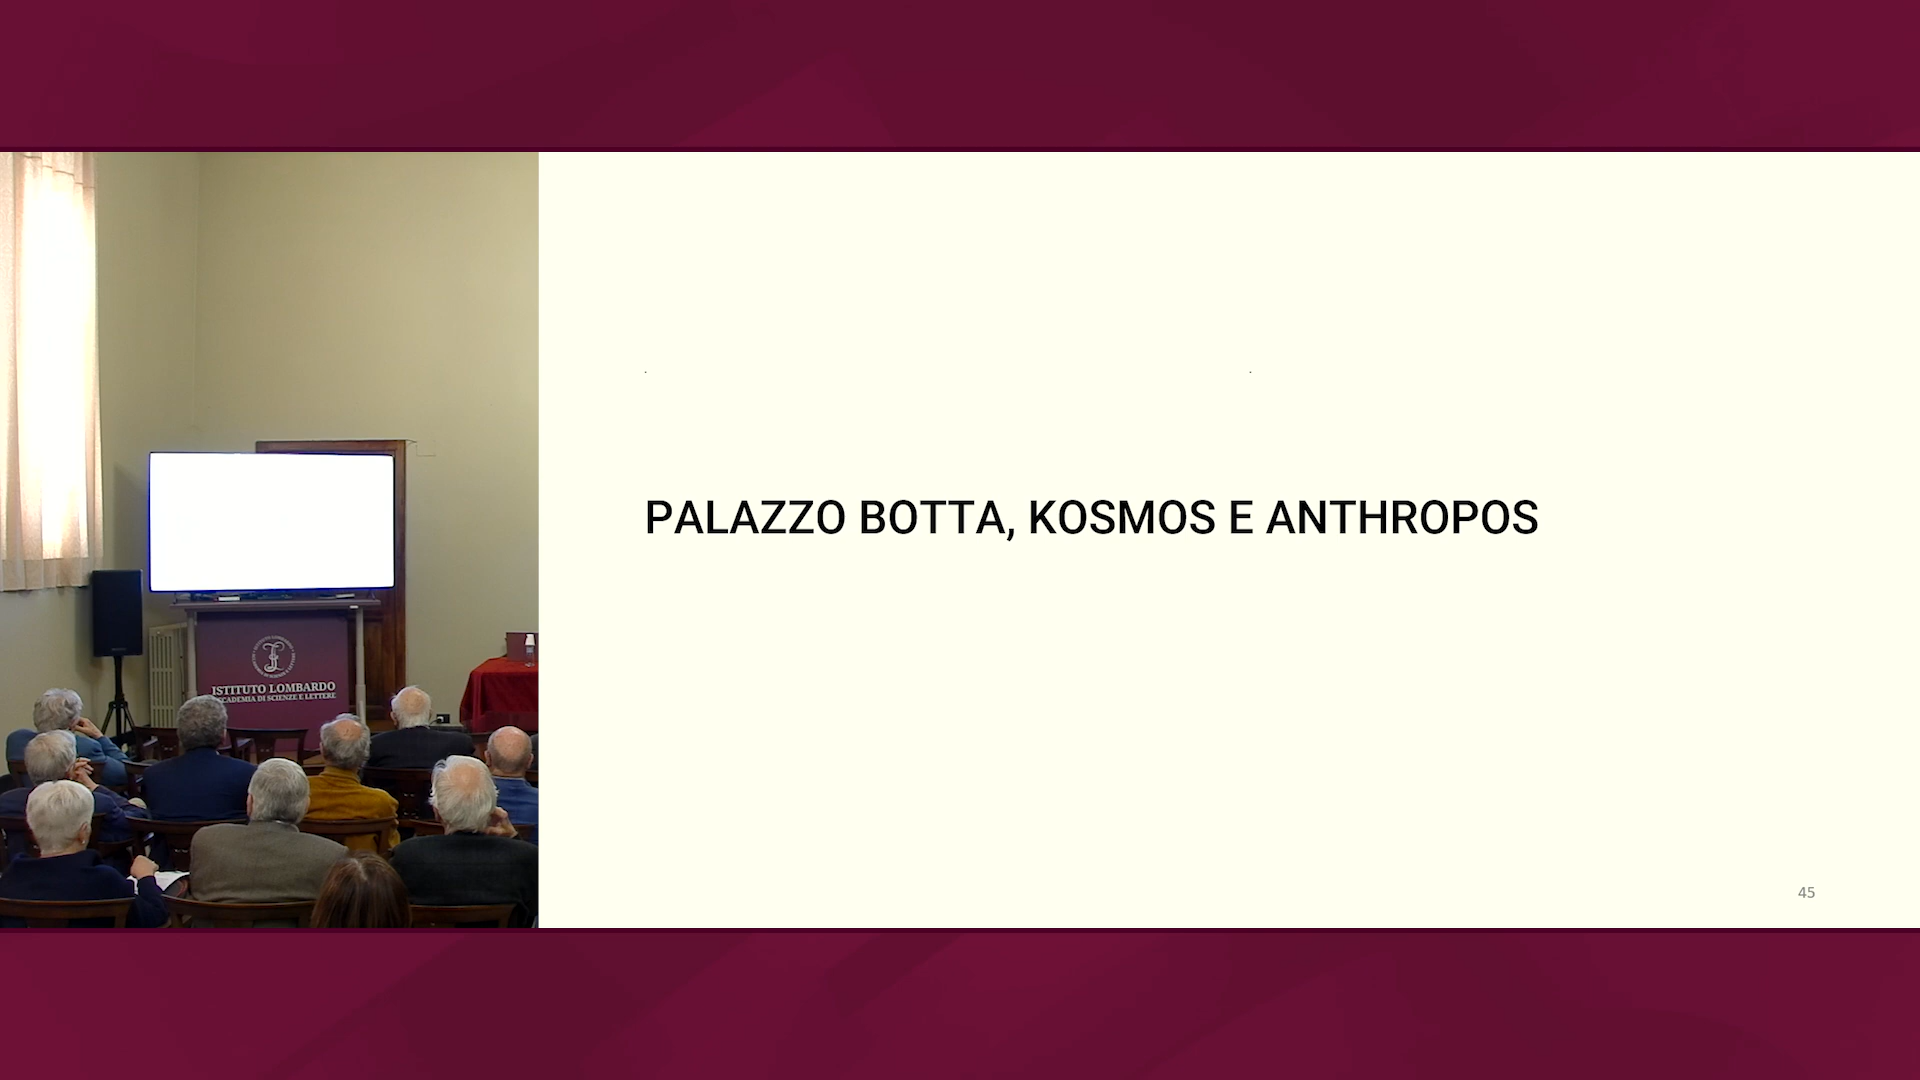 PALAZZO BOTTA, KOSMOS E ANTHROPOS
45
ISTITUTO LOMBARDO
ACCADEMIA DI SCIENZE E LETTERE